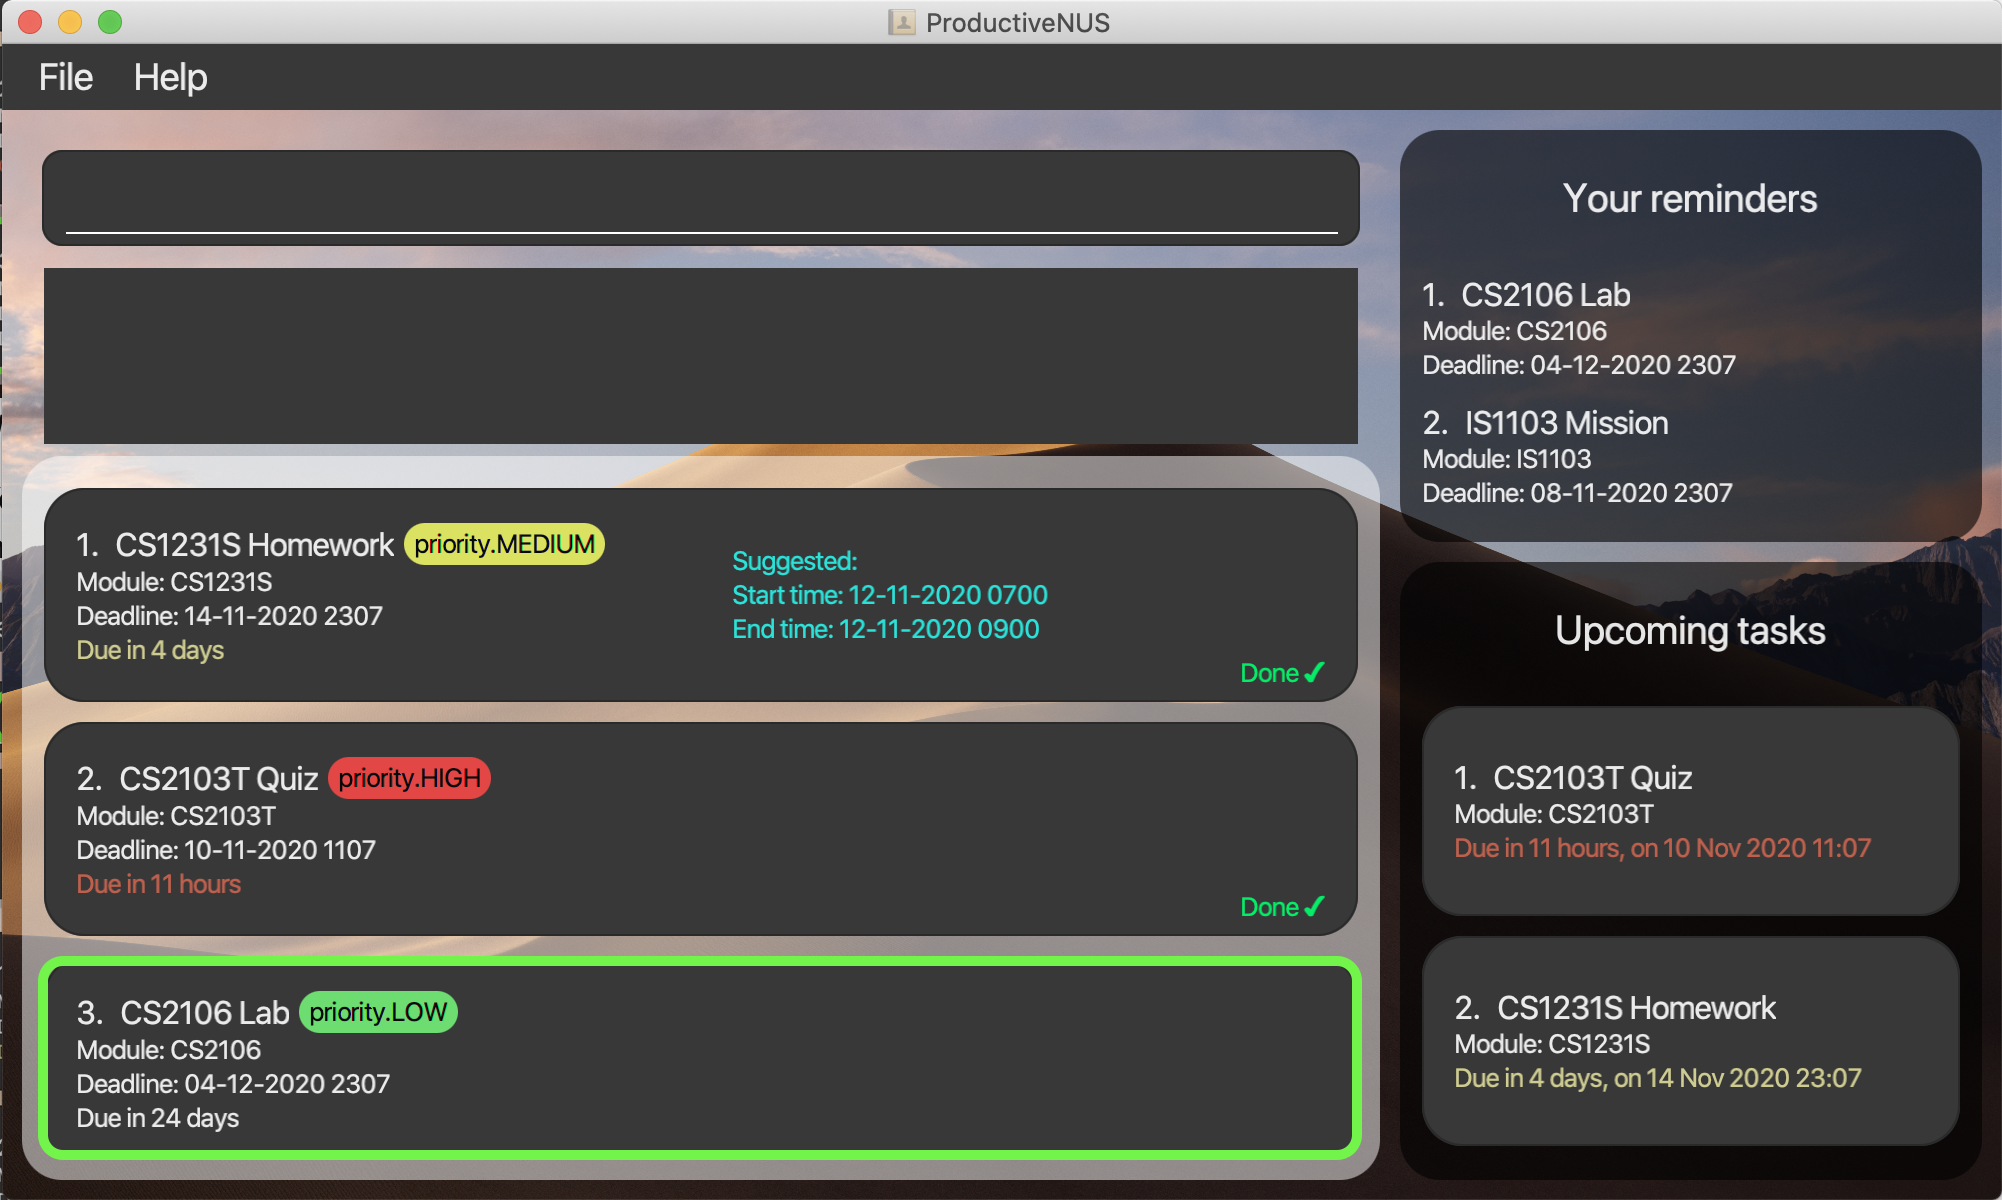 ProductiveNUS
File Help
1. CS1231S Homework priority.MEDIUM
Module: CS1231S
Deadline: 14-11-2020 2307
Due in 4 days
Suggested:
Start time: 12-11-2020 0700
End time: 12-11-2020 0900
Done ✓
2. CS2103T Quiz priority.HIGH
Module: CS2103T
Deadline: 10-11-2020 1107
Due in 11 hours
Done ✓
3. CS2106 Lab priority.LOW
Module: CS2106
Deadline: 04-12-2020 2307
Due in 24 days
Your reminders
1. CS2106 Lab
Module: CS2106
Deadline: 04-12-2020 2307
2. IS1103 Mission
Module: IS1103
Deadline: 08-11-2020 2307
Upcoming tasks
1. CS2103T Quiz
Module: CS2103T
Due in 11 hours, on 10 Nov 2020 11:07
2. CS1231S Homework
Module: CS1231S
Due in 4 days, on 14 Nov 2020 23:07